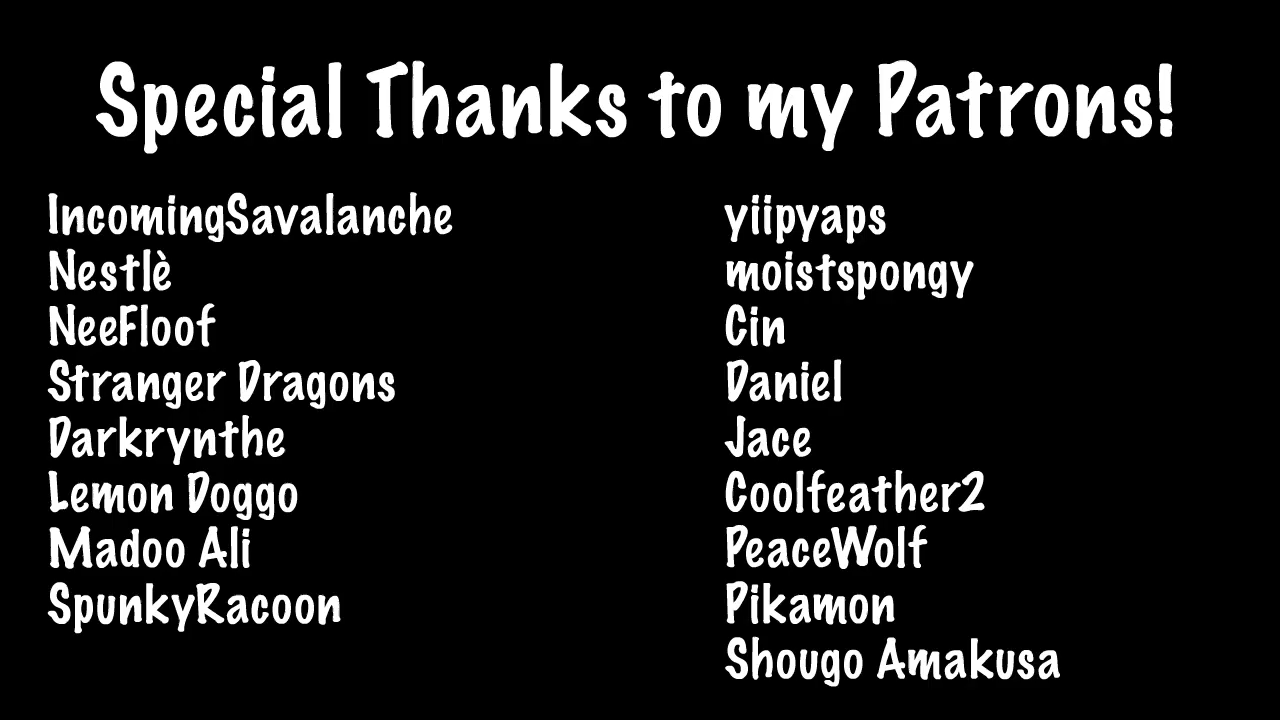 Special Thanks to my Patrons!
IncomingSavalanche
Nestlè
NeeFloof
Stranger Dragons
Darkrynthe
Lemon Doggo
Madoo Ali
SpunkyRacoon
yiipyaps
moistspongy
Cin
Daniel
Jace
Coolfeather2
PeaceWolf
Pikamon
Shougo Amakusa